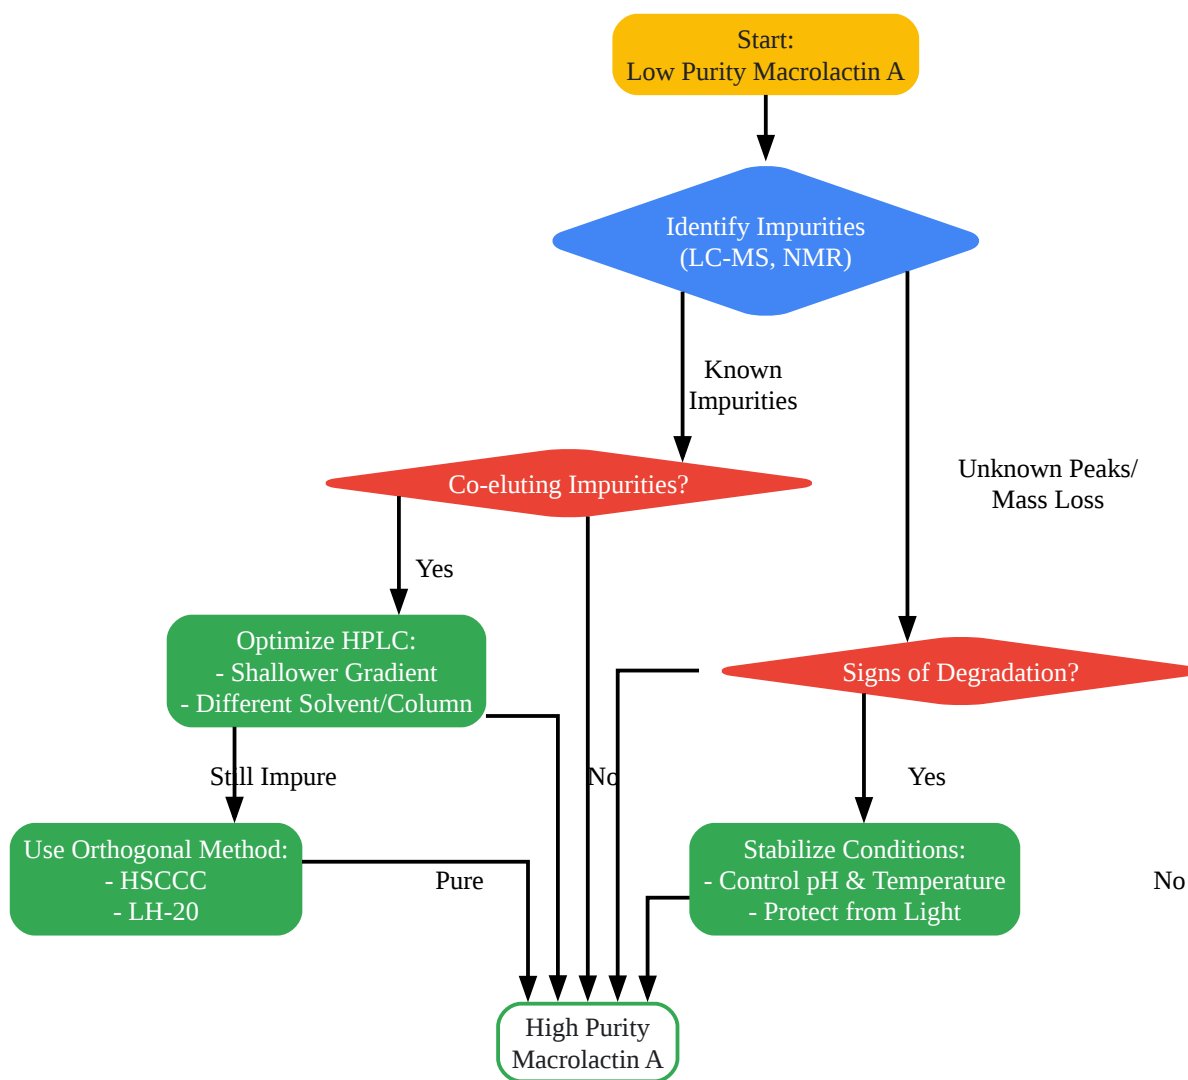 Start:
Low Purity Macrolactin A
Identify Impurities
(LC-MS, NMR)
Known
Impurities
Unknown Peaks/
Mass Loss
Co-eluting Impurities?
Yes
Optimize HPLC:
- Shallower Gradient
- Different Solvent/Column
Signs of Degradation?
Still Impure
No
Yes
Use Orthogonal Method:
- HSCCC
- LH-20
Pure
Stabilize Conditions:
- Control pH & Temperature
- Protect from Light
No
High Purity
Macrolactin A